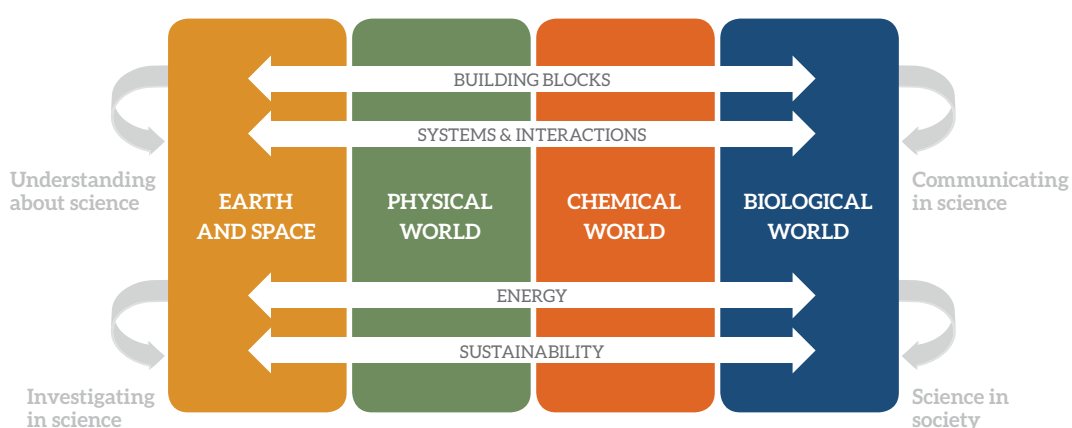 BUILDING BLOCKS
SYSTEMS & INTERACTIONS
Understanding
about science
EARTH
AND SPACE
PHYSICAL
WORLD
CHEMICAL
WORLD
BIOLOGICAL
WORLD
Communicating
in science
ENERGY
SUSTAINABILITY
Investigating
in science
Science in
society